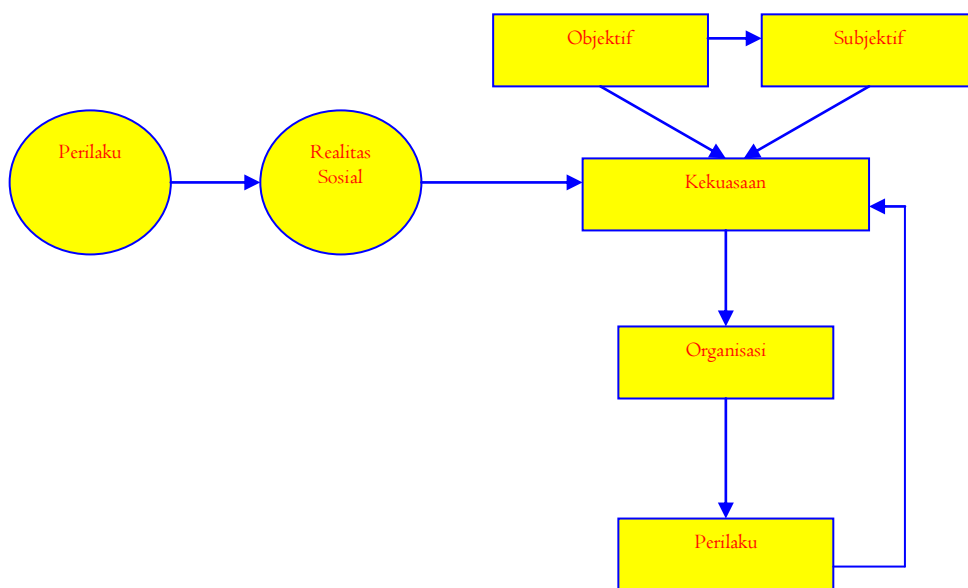 Objektif
Subjektif
Perilaku
Realitas
Sosial
Kekuasaan
Organisasi
Perilaku